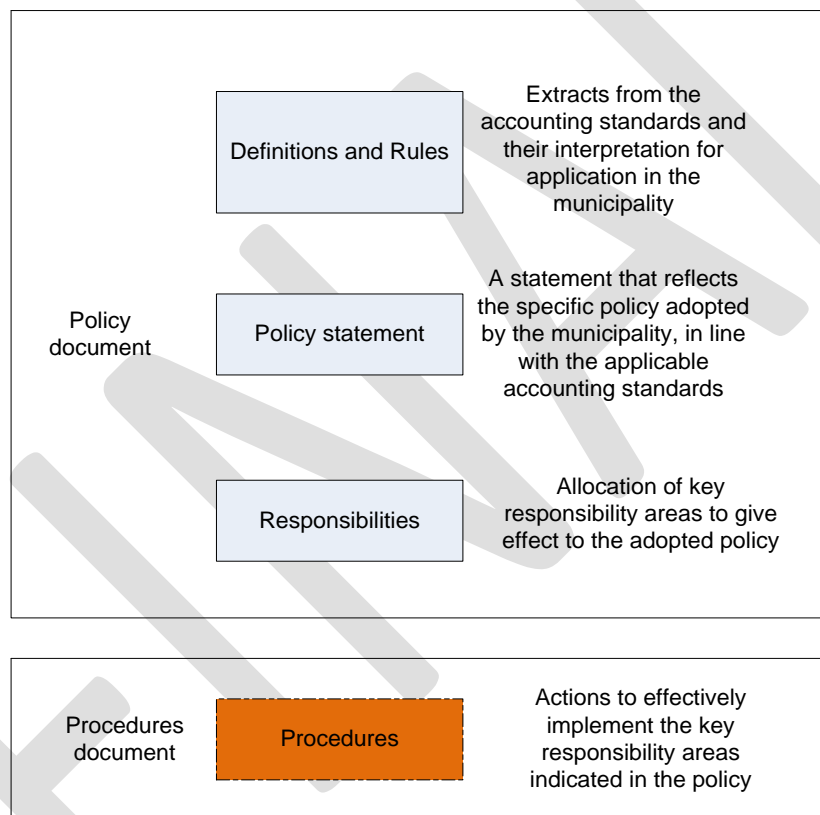 Definitions and Rules
Extracts from the
accounting standards and
their interpretation for
application in the
municipality
Policy
document
Policy statement
A statement that reflects
the specific policy adopted
by the municipality, in line
with the applicable
accounting standards
Responsibilities
Allocation of key
responsibility areas to give
effect to the adopted policy
Procedures
document
Procedures
Actions to effectively
implement the key
responsibility areas
indicated in the policy